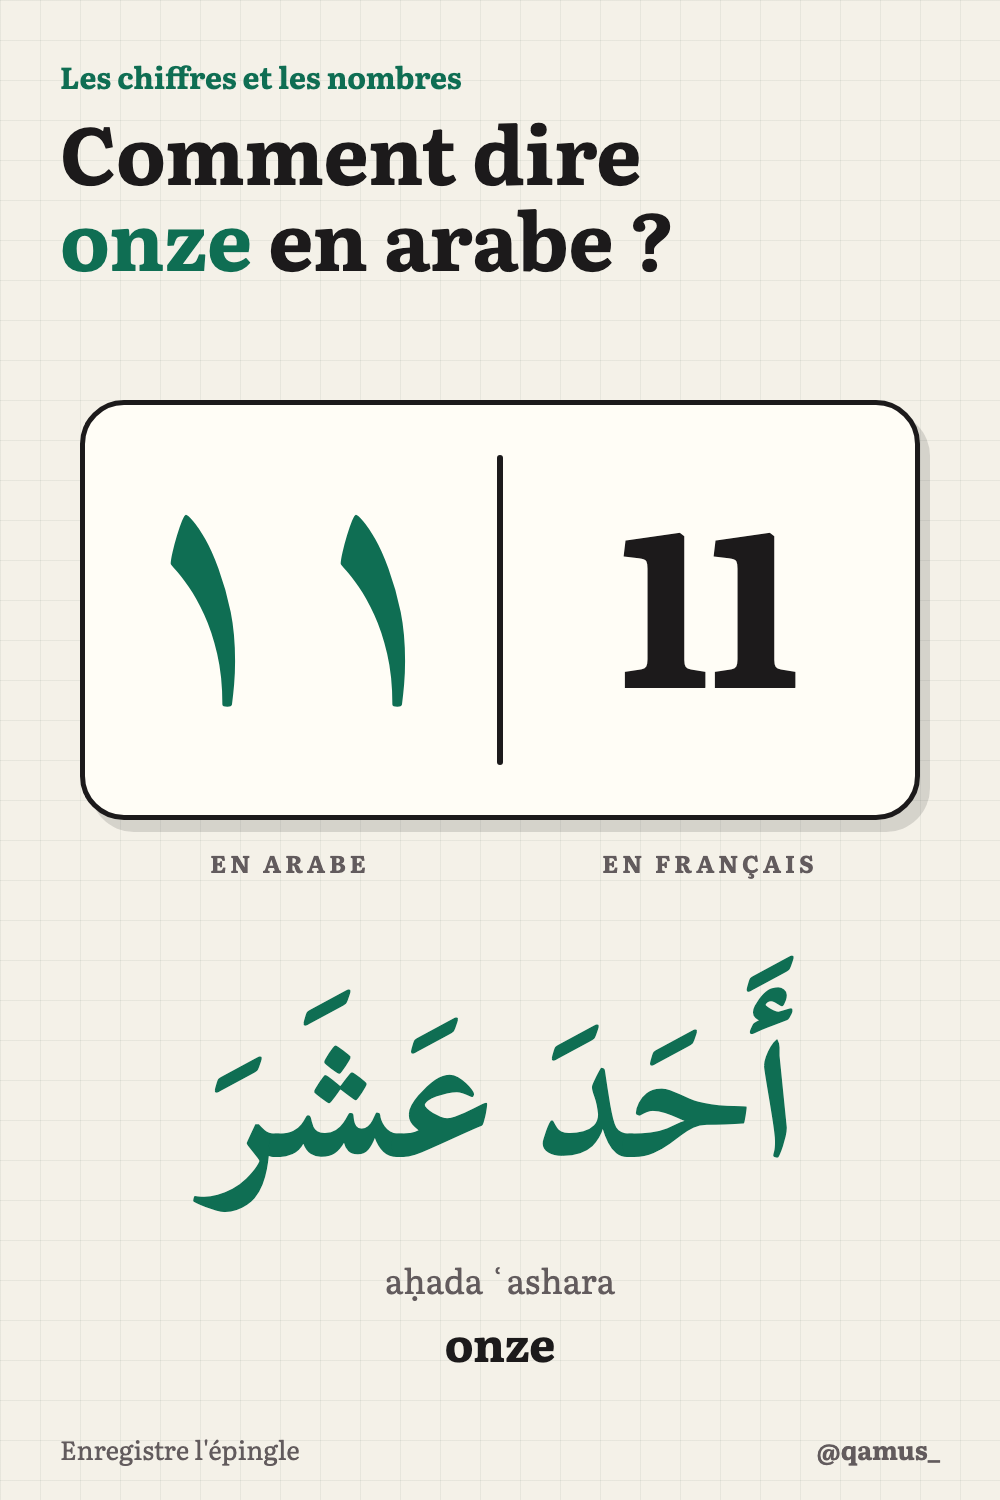 Les chiffres et les nombres
Comment dire
onze en arabe ?
١١
11
EN ARABE
EN FRANÇAIS
أَحَدَ عَشَرَ
aḥada ʿashara
onze
Enregistre l'épingle
@qamus_